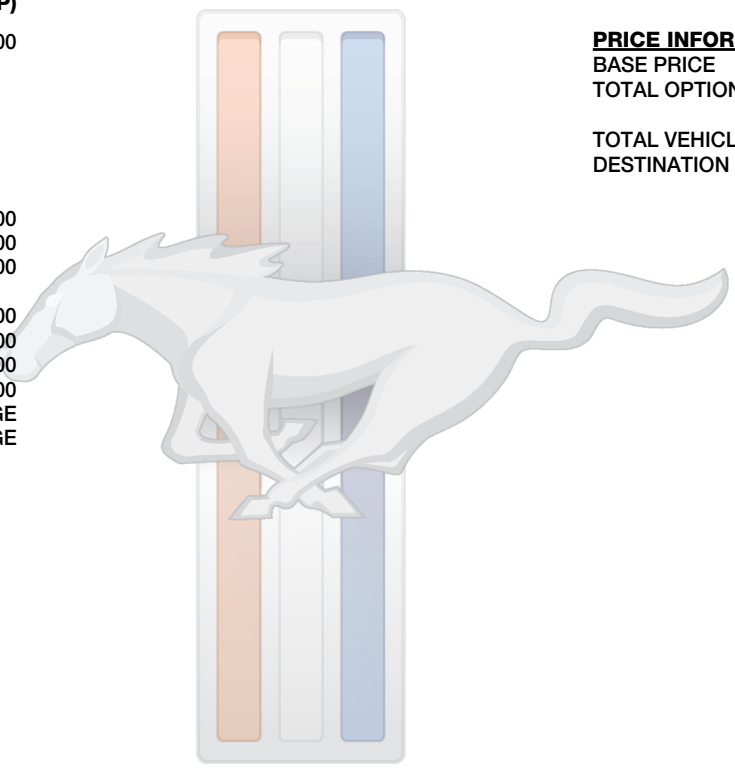 P)
00
00
00
00
00
00
00
00
GE
GE
PRICE INFOR
BASE PRICE
TOTAL OPTION
TOTAL VEHICL
DESTINATION